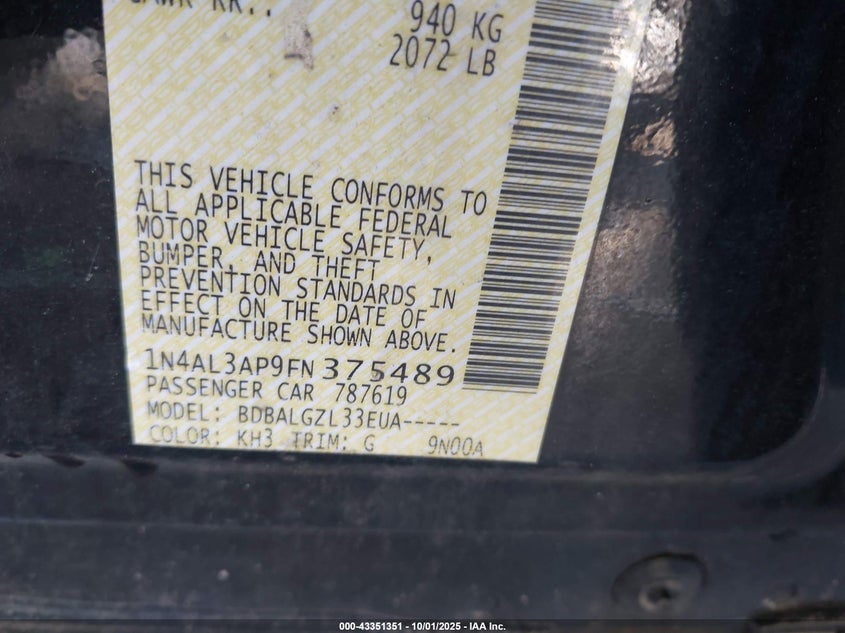 GAWR RR.: 940 KG
2072 LB
THIS VEHICLE CONFORMS TO
ALL APPLICABLE FEDERAL
MOTOR VEHICLE SAFETY,
BUMPER, AND THEFT
PREVENTION STANDARDS IN
EFFECT ON THE DATE OF
MANUFACTURE SHOWN ABOVE.
1N4AL3AP9FN375489
PASSENGER CAR 787619
MODEL: BDBALGZL33EUA-----
COLOR: KH3 TRIM: G 9N00A
000-43351351 | 10/01/2025 - IAA Inc.